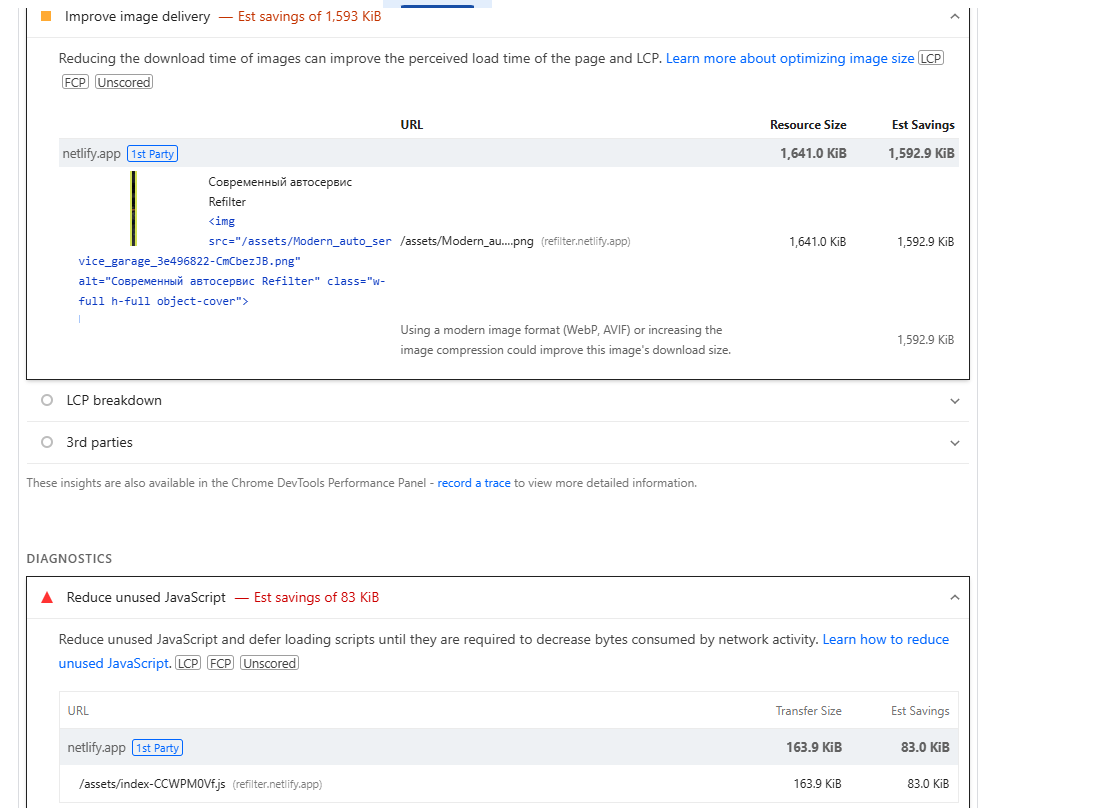 Improve image delivery — Est savings of 1,593 KiB
Reducing the download time of images can improve the perceived load time of the page and LCP. Learn more about optimizing image size LCP
FCP Unscored
URL Resource Size Est Savings
netlify.app 1st Party 1,641.0 KiB 1,592.9 KiB
Современный автосервис
Refilter
<img
src="/assets/Modern_auto_ser
vice_garage_3e496822-CmCbezJB.png"
alt="Современный автосервис Refilter" class="w-
full h-full object-cover">
/assets/Modern_au....png (refilter.netlify.app) 1,641.0 KiB 1,592.9 KiB
Using a modern image format (WebP, AVIF) or increasing the
image compression could improve this image's download size.
1,592.9 KiB
LCP breakdown
3rd parties
These insights are also available in the Chrome DevTools Performance Panel - record a trace to view more detailed information.
DIAGNOSTICS
Reduce unused JavaScript — Est savings of 83 KiB
Reduce unused JavaScript and defer loading scripts until they are required to decrease bytes consumed by network activity. Learn how to reduce
unused JavaScript. LCP FCP Unscored
URL Transfer Size Est Savings
netlify.app 1st Party 163.9 KiB 83.0 KiB
/assets/index-CCWPM0Vf.js (refilter.netlify.app) 163.9 KiB 83.0 KiB